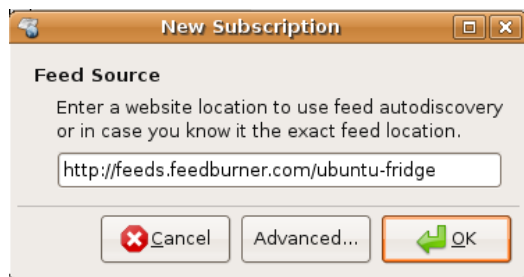 New Subscription
Feed Source
Enter a website location to use feed autodiscovery
or in case you know it the exact feed location.
http://feeds.feedburner.com/ubuntu-fridge
Cancel Advanced... OK